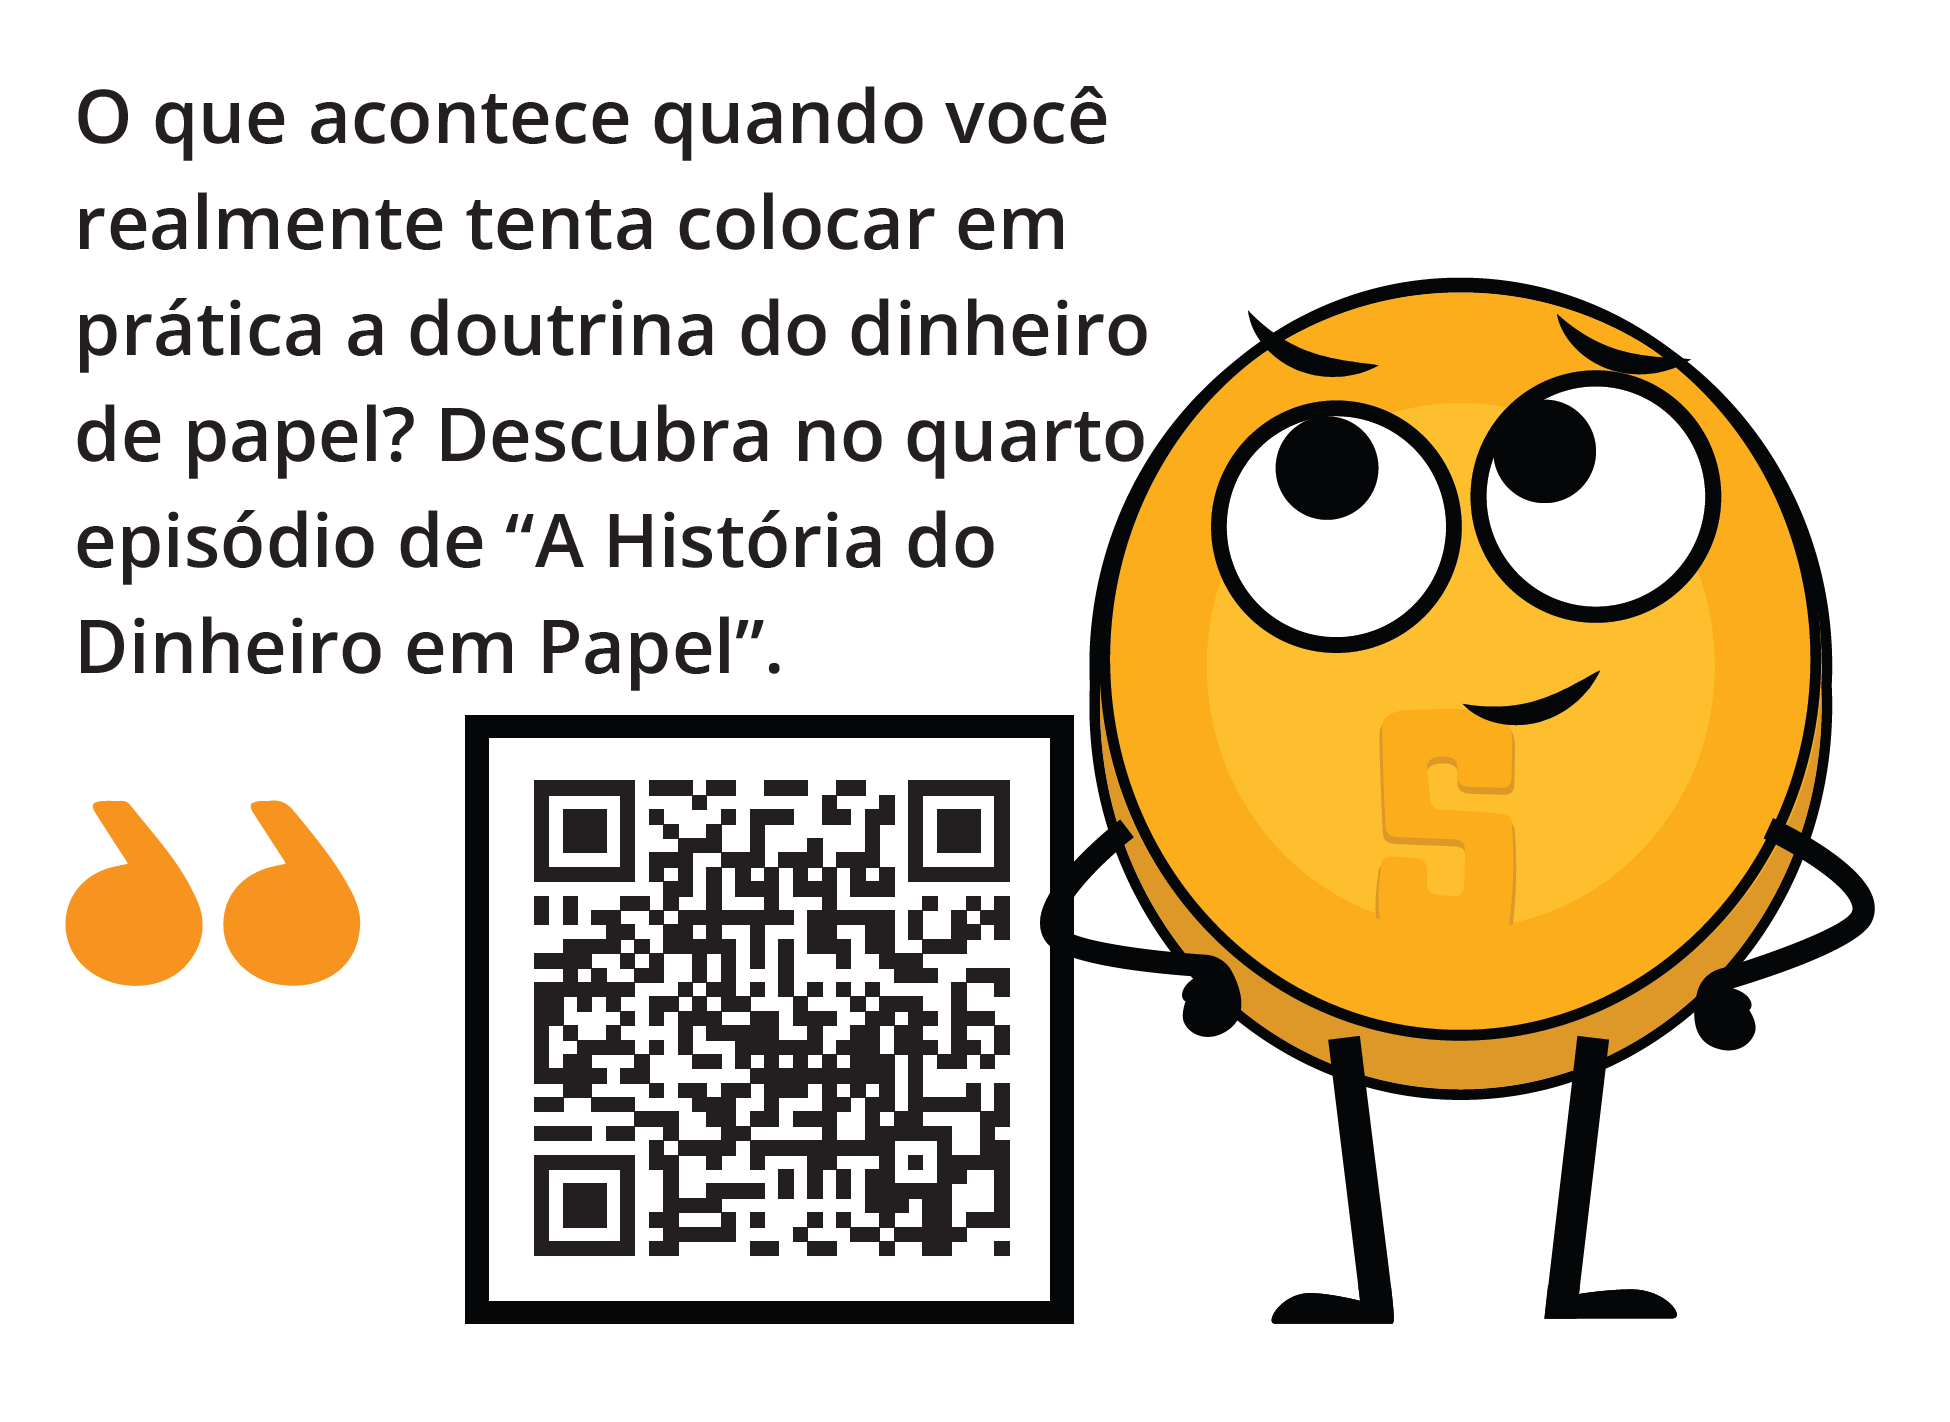 O que acontece quando você
realmente tenta colocar em
prática a doutrina do dinheiro
de papel? Descubra no quarto
episódio de “A História do
Dinheiro em Papel”.